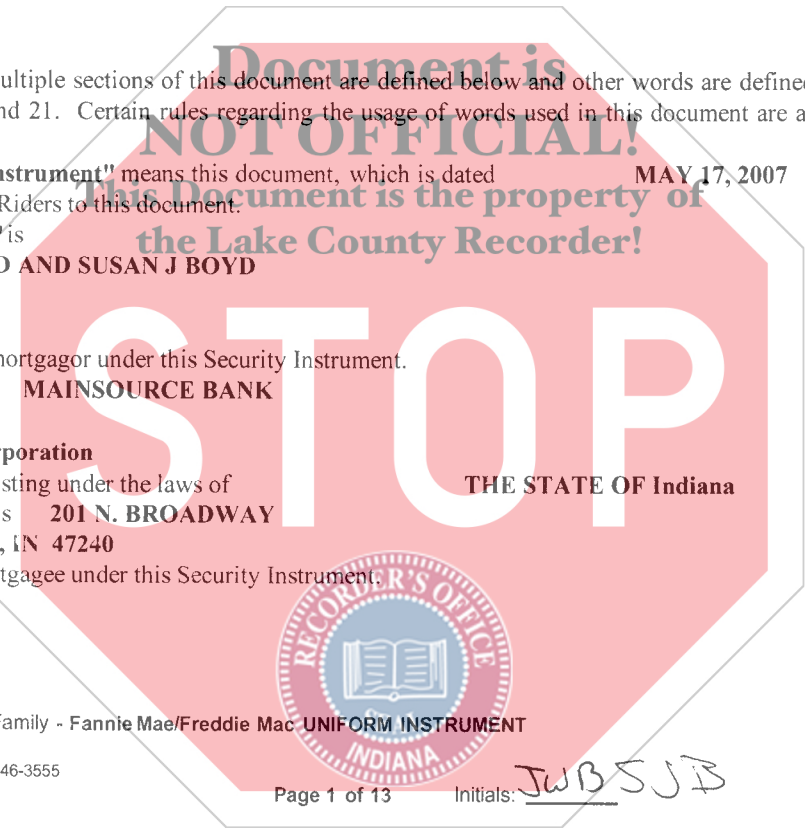 Document is
ultiple sections of this document are defined below and other words are defined
nd 21. Certain rules regarding the usage of words used in this document are a
NOT OFFICIAL!
nstrument" means this document, which is dated MAY 17, 2007
This Document is the property of
Riders to this document.
" is
the Lake County Recorder!
D AND SUSAN J BOYD
STOP
nortgagor under this Security Instrument.
MAINSOURCE BANK
rporation
sting under the laws of THE STATE OF Indiana
s 201 N. BROADWAY
, IN 47240
tgagee under this Security Instrument.
RECORDER'S OFFICE
SEAL
INDIANA
Family - Fannie Mae/Freddie Mac UNIFORM INSTRUMENT
46-3555
Page 1 of 13 Initials: JWB SJB